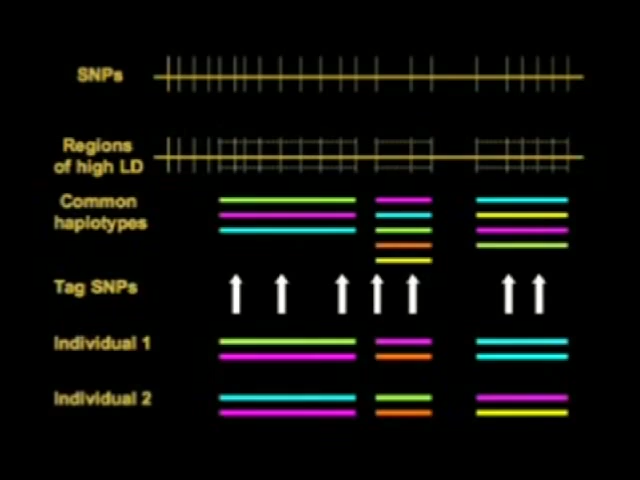 SNPs
Regions
of high LD
Common
haplotypes
Tag SNPs
Individual 1
Individual 2